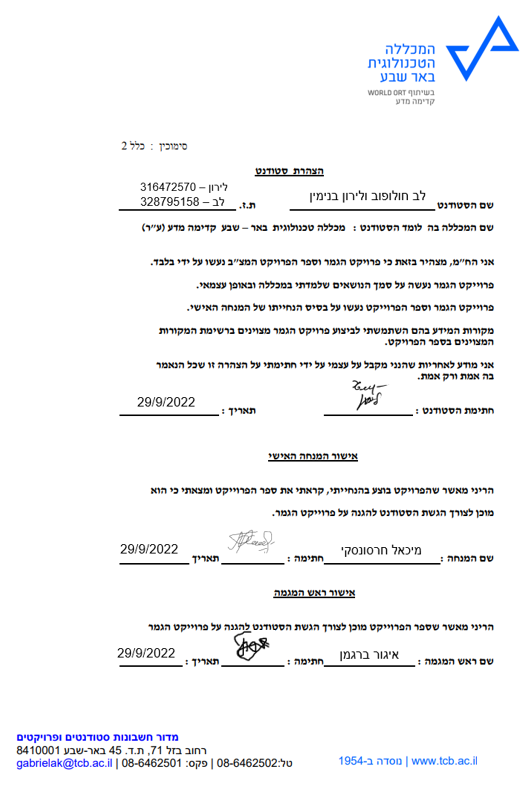 המכללה
הטכנולוגית
באר שבע
בשיתוף WORLD ORT
קדימה מדע
סימוכין : כלל 2
הצהרת סטודנט
לירון – 316472570
לב – 328795158
שם הסטודנט לב חולופוב ולירון בנימין ת.ז.
שם המכללה בה לומד הסטודנט : מכללה טכנולוגית באר – שבע קדימה מדע (ע"ר)
אני הח"מ, מצהיר בזאת כי פרויקט הגמר וספר הפרויקט המצ"ב נעשו על ידי בלבד.
פרוייקט הגמר נעשה על סמך הנושאים שלמדתי במכללה ובאופן עצמאי.
פרוייקט הגמר וספר הפרוייקט נעשו על בסיס הנחייתו של המנחה האישי.
מקורות המידע בהם השתמשתי לביצוע פרויקט הגמר מצוינים ברשימת המקורות
המצוינים בספר הפרויקט.
אני מודע לאחריות שהנני מקבל על עצמי על ידי חתימתי על הצהרה זו שכל הנאמר
בה אמת ורק אמת.
חתימת הסטודנט : תאריך : 29/9/2022
אישור המנחה האישי
הריני מאשר שהפרויקט בוצע בהנחייתי, קראתי את ספר הפרוייקט ומצאתי כי הוא
מוכן לצורך הגשת הסטודנט להגנה על פרוייקט הגמר.
שם המנחה : מיכאל חרסונסקי חתימה : תאריך : 29/9/2022
אישור ראש המגמה
הריני מאשר שספר הפרוייקט מוכן לצורך הגשת הסטודנט להגנה על פרוייקט הגמר
שם ראש המגמה : איגור ברגמן חתימה : תאריך : 29/9/2022
מדור חשבונות סטודנטים ופרויקטים
רחוב בזל 71, ת.ד. 45 באר-שבע 8410001
טל:08-6462502 | פקס: 08-6462501 | gabrielak@tcb.ac.il
www.tcb.ac.il | נוסדה ב-1954